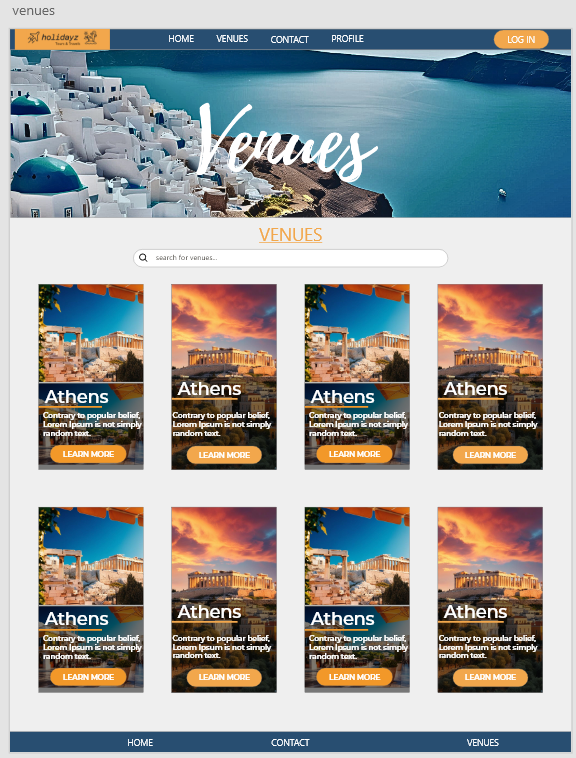 venues
holidayz
Tours & Travels
HOME VENUES CONTACT PROFILE LOG IN
Venues
VENUES
search for venues...
Athens
Contrary to popular belief,
Lorem Ipsum is not simply
random text.
LEARN MORE
Athens
Contrary to popular belief,
Lorem Ipsum is not simply
random text.
LEARN MORE
Athens
Contrary to popular belief,
Lorem Ipsum is not simply
random text.
LEARN MORE
Athens
Contrary to popular belief,
Lorem Ipsum is not simply
random text.
LEARN MORE
Athens
Contrary to popular belief,
Lorem Ipsum is not simply
random text.
LEARN MORE
Athens
Contrary to popular belief,
Lorem Ipsum is not simply
random text.
LEARN MORE
Athens
Contrary to popular belief,
Lorem Ipsum is not simply
random text.
LEARN MORE
Athens
Contrary to popular belief,
Lorem Ipsum is not simply
random text.
LEARN MORE
HOME CONTACT VENUES